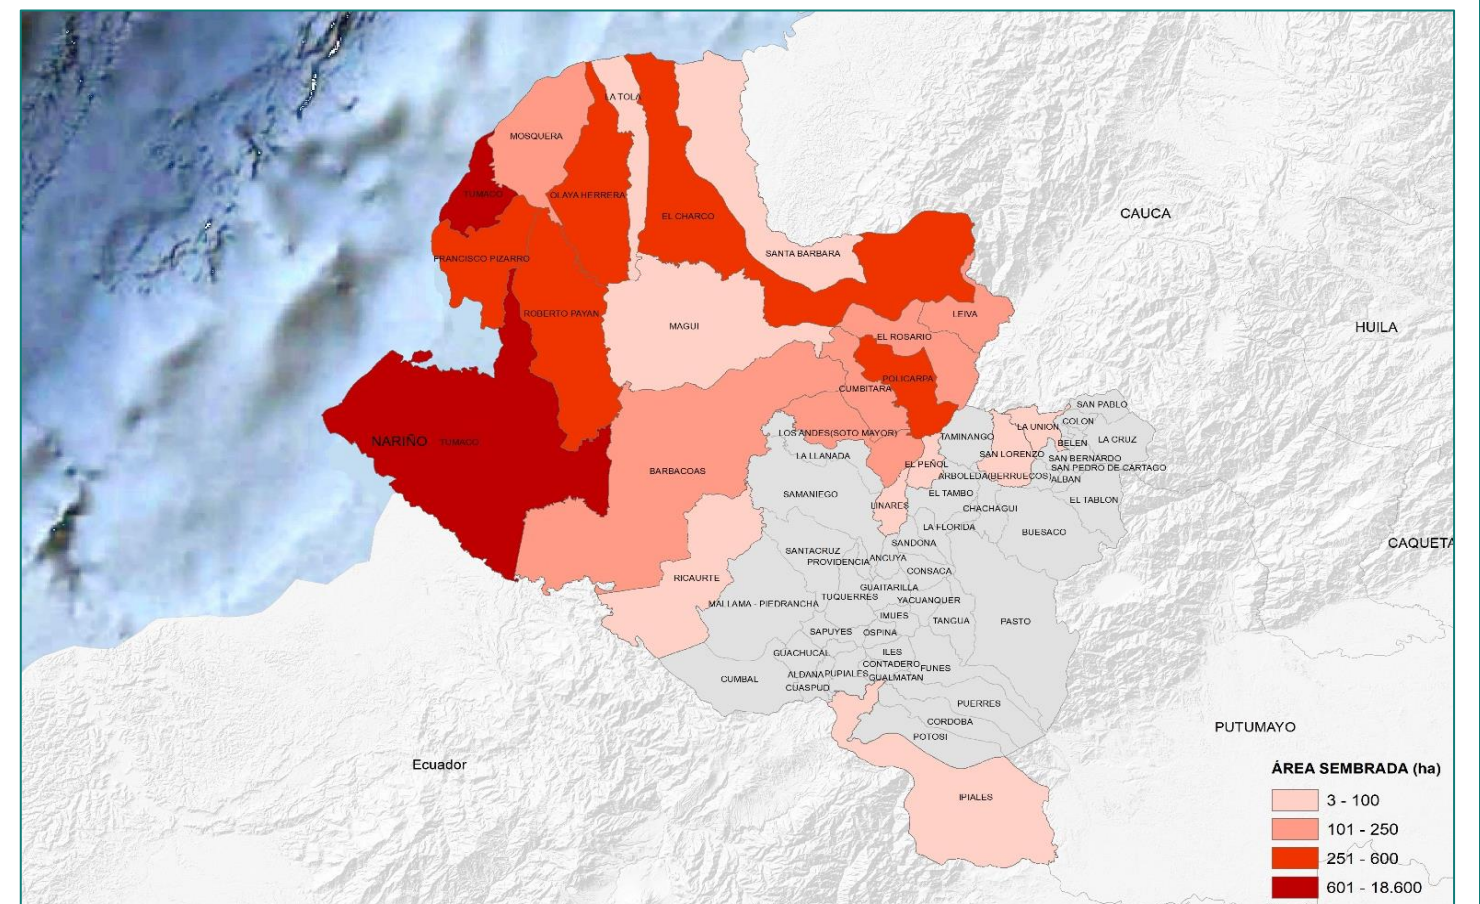 LA TOLA
MOSQUERA
TUMACO
OLAYA HERRERA
EL CHARCO
CAUCA
SANTA BARBARA
FRANCISCO PIZARRO
ROBERTO PAYAN
LEIVA
MAGUI
HUILA
EL ROSARIO
POLICARPA
CUMBITARA
SAN PABLO
COLON
LA UNION
LOS ANDES(SOTO MAYOR)
TAMINANGO
NARIÑO
TUMACO
BELEN
LA CRUZ
LA LLANADA
SAN LORENZO
SAN BERNARDO
EL PEÑOL
SAN PEDRO DE CARTAGO
BARBACOAS
ARBOLEDA(BERRUECOS)
ALBAN
SAMANIEGO
EL TAMBO
EL TABLON
LINARES
CHACHAGUI
LA FLORIDA
BUESACO
SANDONA
CAQUETA
SANTACRUZ
ANCUYA
PROVIDENCIA
CONSACA
RICAURTE
GUAITARILLA
TUQUERRES
YACUANQUER
MALLAMA - PIEDRANCHA
IMUES
TANGUA
PASTO
SAPUYES
OSPINA
GUACHUCAL
ILES
CONTADERO
FUNES
CUMBAL
ALDANA
PUPIALES
GUALMATAN
CUASPUD
PUERRES
CORDOBA
POTOSI
PUTUMAYO
Ecuador
IPIALES
ÁREA SEMBRADA (ha)
3 - 100
101 - 250
251 - 600
601 - 18.600